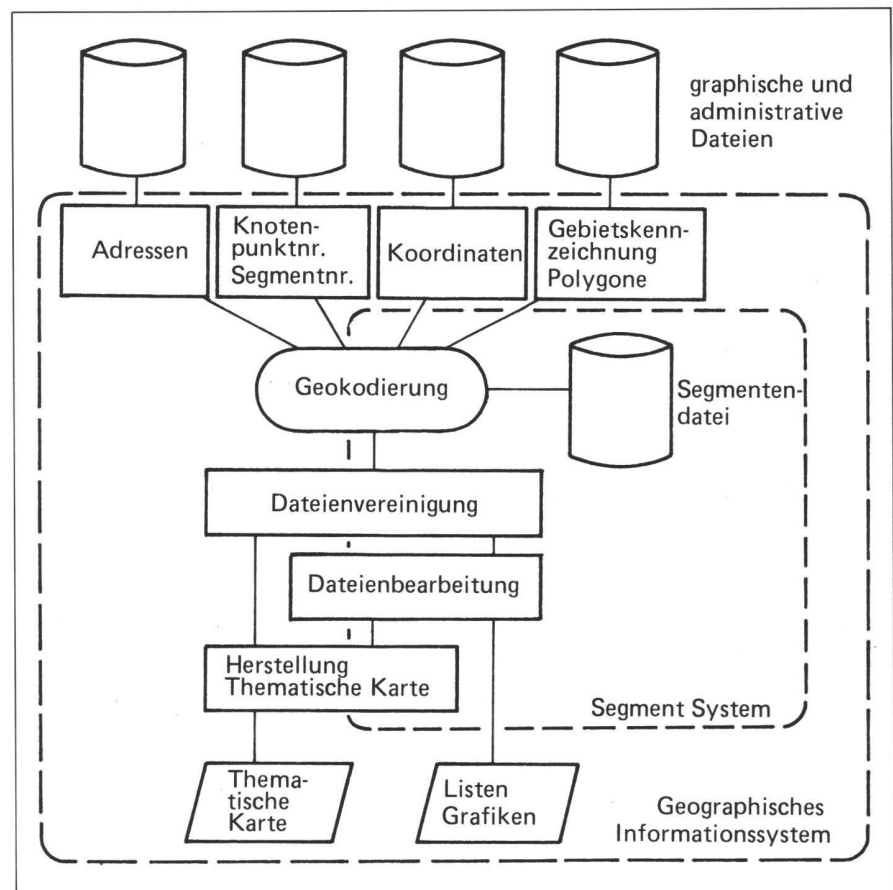 graphische und
administrative
Dateien
Adressen
Knoten-
punktnr.
Segmentnr.
Koordinaten
Gebietskenn-
zeichnung
Polygone
Geokodierung
Segmenten-
datei
Dateienvereinigung
Dateienbearbeitung
Herstellung
Thematische Karte
Segment System
Thema-
tische
Karte
Listen
Grafiken
Geographisches
Informationssystem